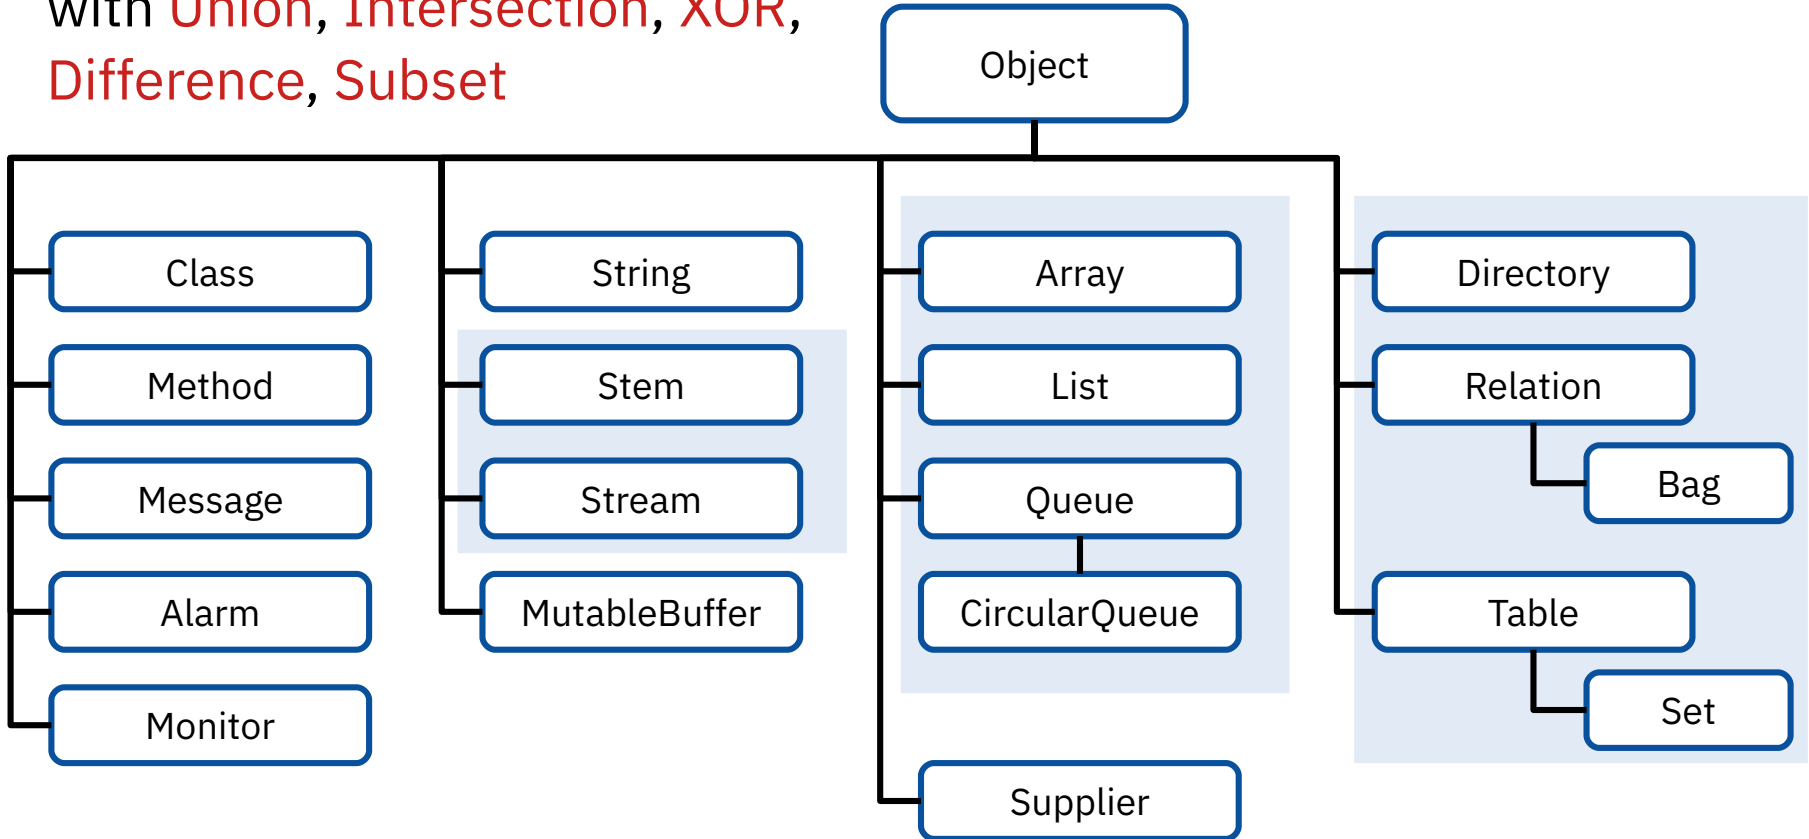 with Union, Intersection, XOR,
Difference, Subset
Object
Class
Method
Message
Alarm
Monitor
String
Stem
Stream
MutableBuffer
Array
List
Queue
CircularQueue
Supplier
Directory
Relation
Bag
Table
Set